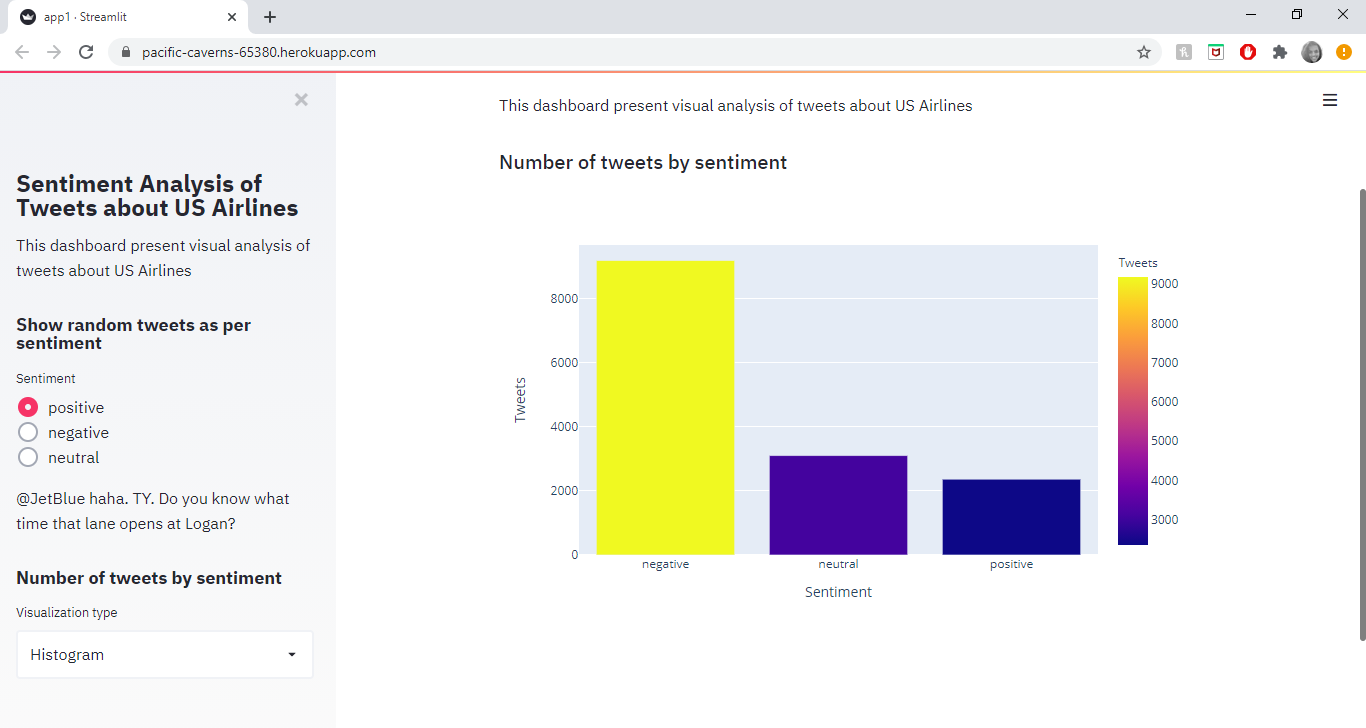 app1 · Streamlit
pacific-caverns-65380.herokuapp.com
Sentiment Analysis of
Tweets about US Airlines
This dashboard present visual analysis of
tweets about US Airlines
Show random tweets as per
sentiment
Sentiment
positive
negative
neutral
@JetBlue haha. TY. Do you know what
time that lane opens at Logan?
Number of tweets by sentiment
Visualization type
Histogram
This dashboard present visual analysis of tweets about US Airlines
Number of tweets by sentiment
Tweets
8000
6000
4000
2000
0
negative neutral positive
Sentiment
Tweets
9000
8000
7000
6000
5000
4000
3000